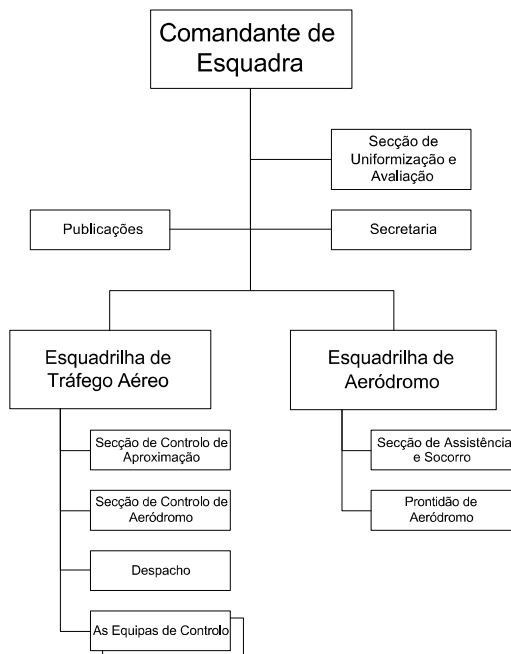 Comandante de
Esquadra
Secção de
Uniformização e
Avaliação
Publicações
Secretaria
Esquadrilha de
Tráfego Aéreo
Esquadrilha de
Aeródromo
Secção de Controlo de
Aproximação
Secção de Assistência
e Socorro
Secção de Controlo de
Aeródromo
Prontidão de
Aeródromo
Despacho
As Equipas de Controlo